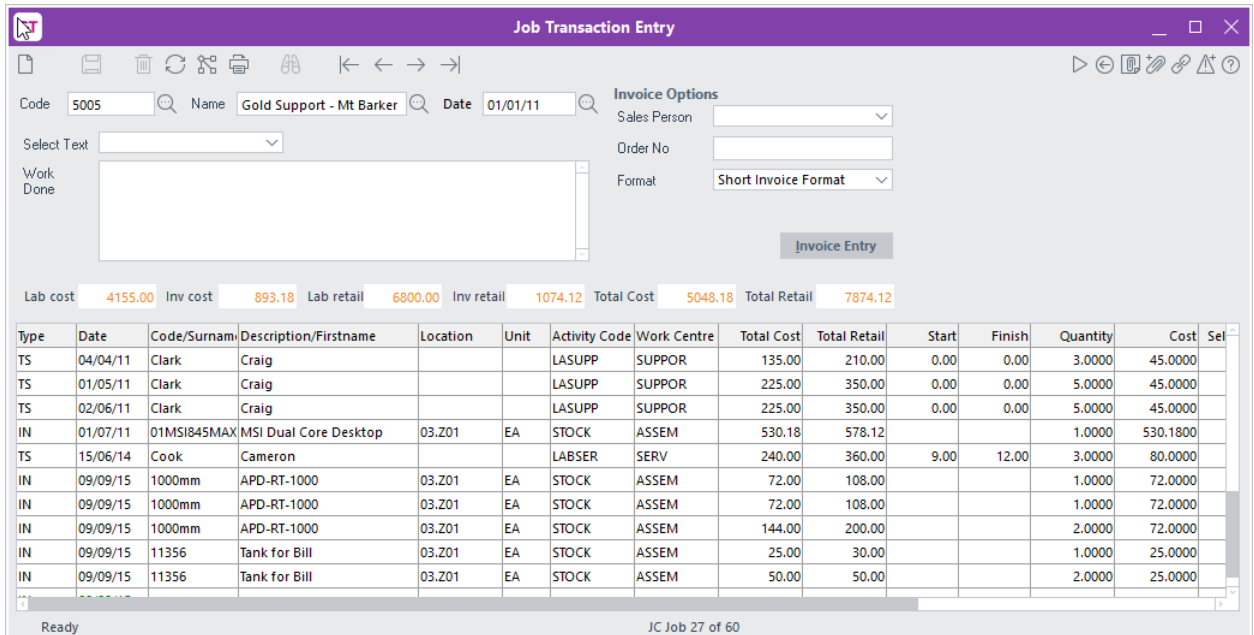 Job Transaction Entry
Code 5005 Name Gold Support - Mt Barker Date 01/01/11 Invoice Options
Sales Person
Select Text Order No
Work Done Format Short Invoice Format
Invoice Entry
Lab cost 4155.00 Inv cost 893.18 Lab retail 6800.00 Inv retail 1074.12 Total Cost 5048.18 Total Retail 7874.12
Type Date Code/Surnam Description/Firstname Location Unit Activity Code Work Centre Total Cost Total Retail Start Finish Quantity Cost Sel
TS 04/04/11 Clark Craig LASUPP SUPPOR 135.00 210.00 0.00 0.00 3.0000 45.0000
TS 01/05/11 Clark Craig LASUPP SUPPOR 225.00 350.00 0.00 0.00 5.0000 45.0000
TS 02/06/11 Clark Craig LASUPP SUPPOR 225.00 350.00 0.00 0.00 5.0000 45.0000
IN 01/07/11 01MSI845MAX MSI Dual Core Desktop 03.Z01 EA STOCK ASSEM 530.18 578.12 1.0000 530.1800
TS 15/06/14 Cook Cameron LABSER SERV 240.00 360.00 9.00 12.00 3.0000 80.0000
IN 09/09/15 1000mm APD-RT-1000 03.Z01 EA STOCK ASSEM 72.00 108.00 1.0000 72.0000
IN 09/09/15 1000mm APD-RT-1000 03.Z01 EA STOCK ASSEM 72.00 108.00 1.0000 72.0000
IN 09/09/15 1000mm APD-RT-1000 03.Z01 EA STOCK ASSEM 144.00 200.00 2.0000 72.0000
IN 09/09/15 11356 Tank for Bill 03.Z01 EA STOCK ASSEM 25.00 30.00 1.0000 25.0000
IN 09/09/15 11356 Tank for Bill 03.Z01 EA STOCK ASSEM 50.00 50.00 2.0000 25.0000
Ready JC Job 27 of 60